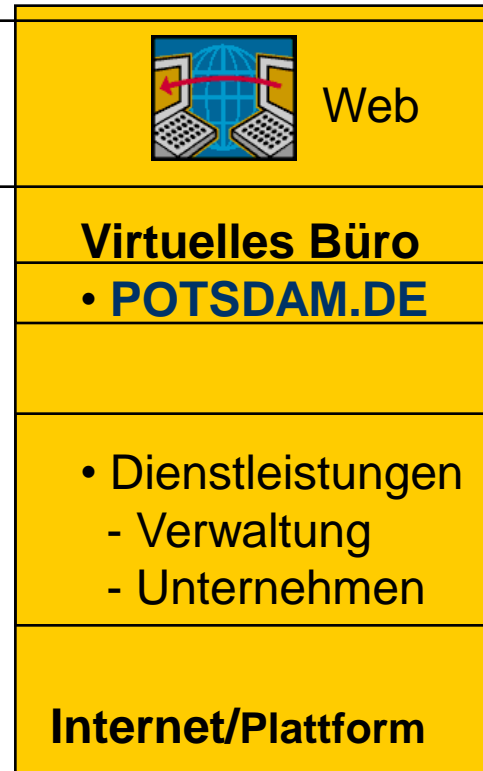 Web
Virtuelles Büro
• POTSDAM.DE
• Dienstleistungen
- Verwaltung
- Unternehmen
Internet/Plattform